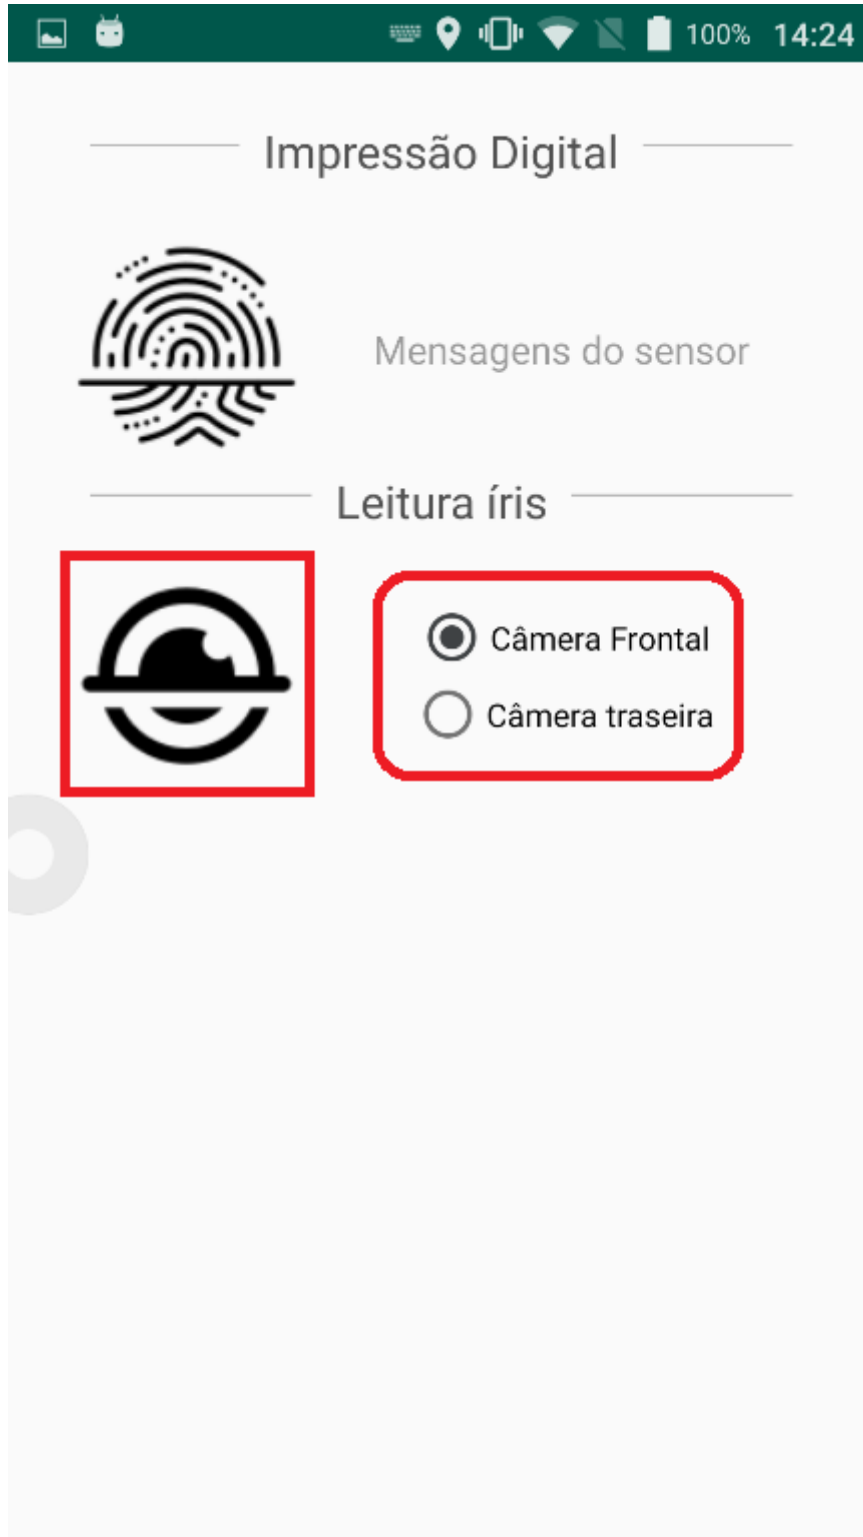 100% 14:24
Impressão Digital
Mensagens do sensor
Leitura íris
Câmera Frontal
Câmera traseira